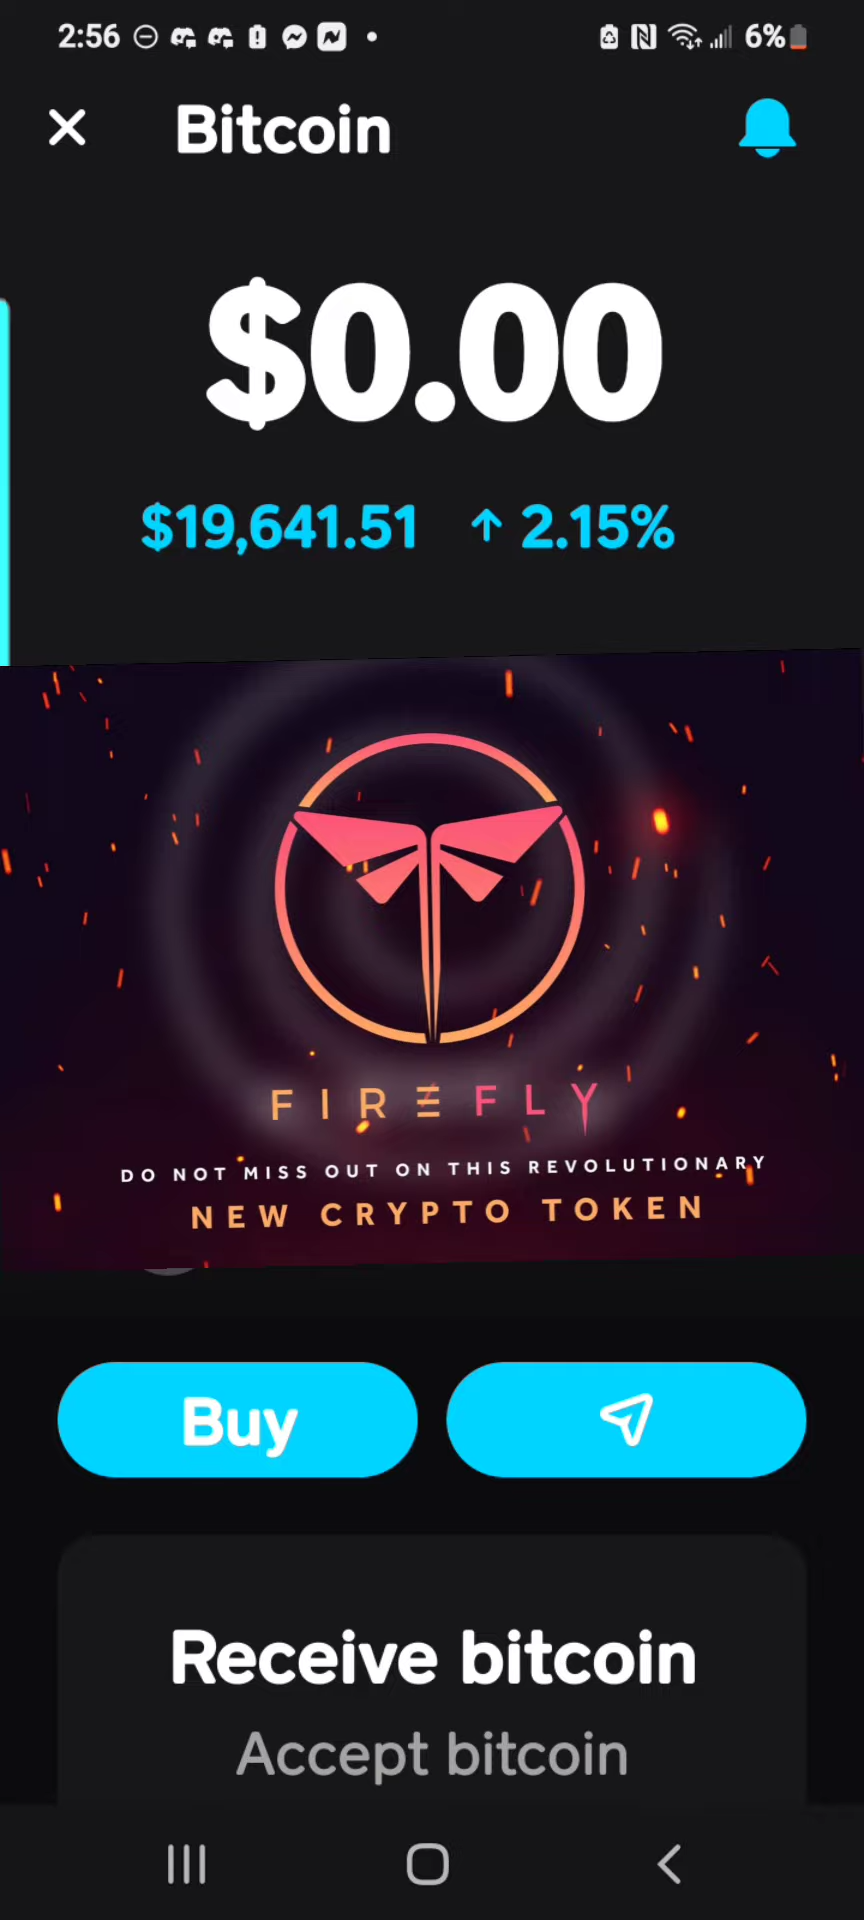 2:56 6%
Bitcoin
$0.00
$19,641.51 ↑ 2.15%
FIREFLY
DO NOT MISS OUT ON THIS REVOLUTIONARY
NEW CRYPTO TOKEN
Buy
Receive bitcoin
Accept bitcoin